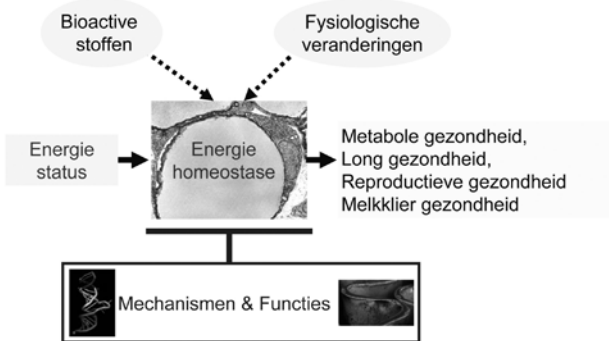 Bioactive
stoffen
Fysiologische
veranderingen
Energie
status
Energie
homeostase
Metabole gezondheid,
Long gezondheid,
Reproductieve gezondheid
Melkklier gezondheid
Mechanismen & Functies